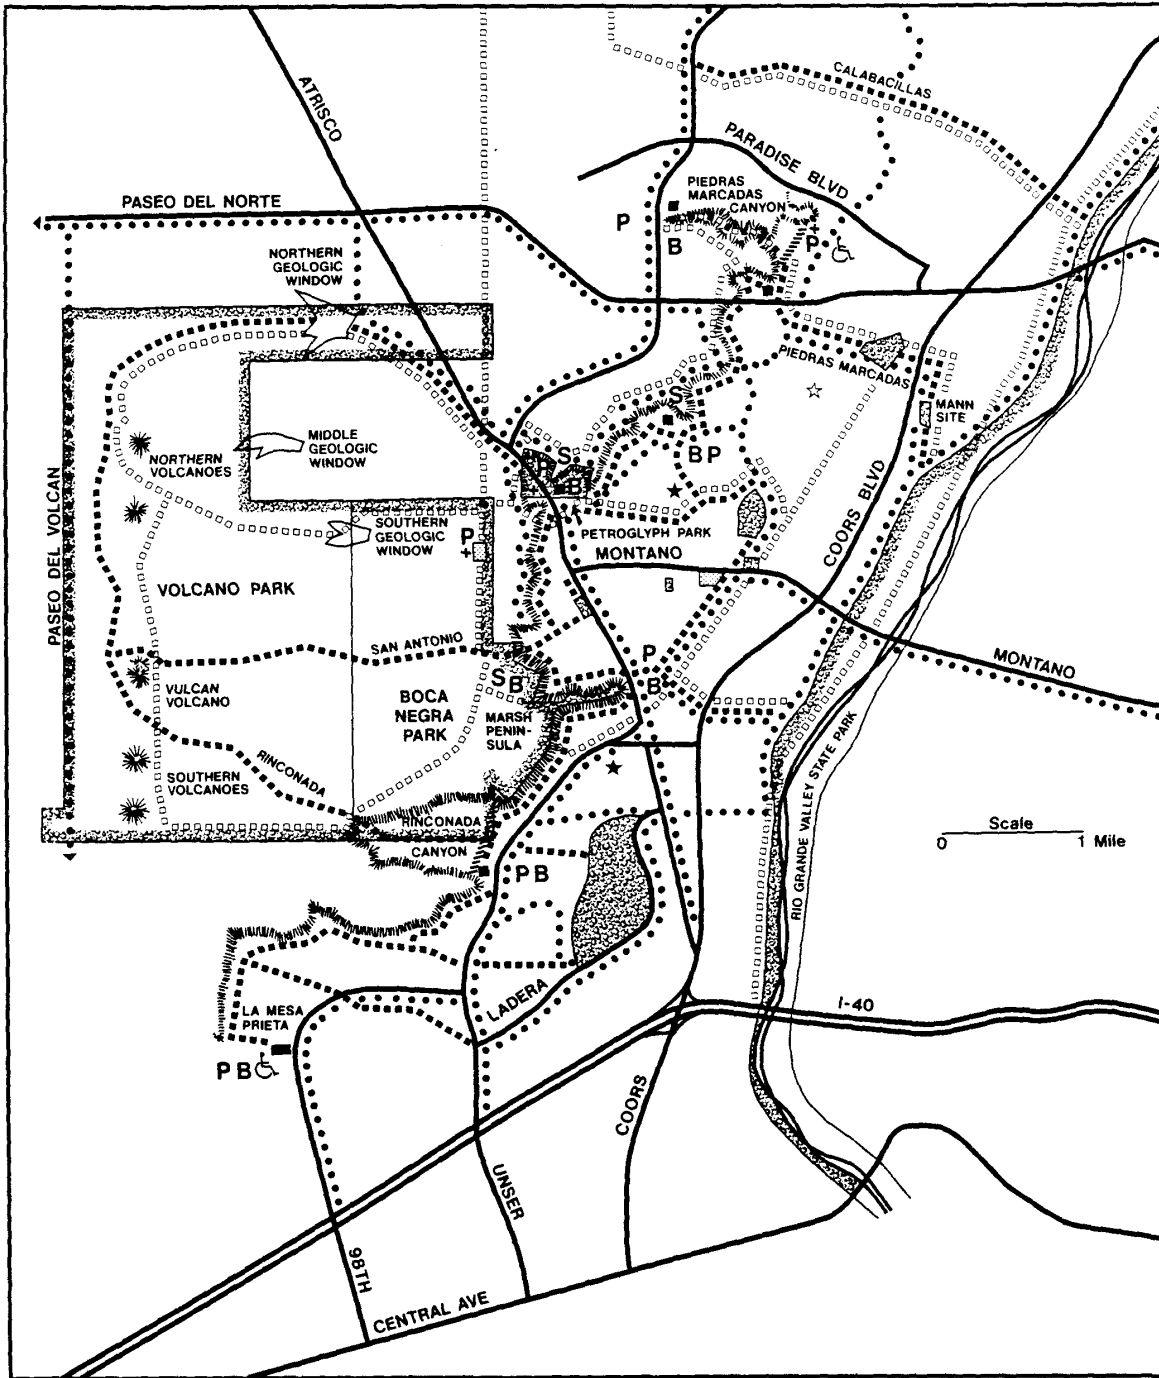 CALABACILLAS
ATRISCO
PARADISE BLVD
PIEDRAS
MARCADAS
CANYON
PASEO DEL NORTE
P
B
P
+
NORTHERN
GEOLOGIC
WINDOW
PIEDRAS MARCADAS
S
MANN
SITE
MIDDLE
GEOLOGIC
WINDOW
NORTHERN
VOLCANOES
S
P
+
B
B P
PASEO DEL VOLCAN
SOUTHERN
GEOLOGIC
WINDOW
P
+
PETROGLYPH PARK
MONTANO
COORS BLVD
VOLCANO PARK
SAN ANTONIO
P
B
MONTANO
S B
VULCAN
VOLCANO
BOCA
NEGRA
PARK
MARSH
PENIN-
SULA
RINCONADA
SOUTHERN
VOLCANOES
RIO GRANDE VALLEY STATE PARK
RINCONADA
CANYON
Scale
0 1 Mile
P B
LADERA
LA MESA
PRIETA
I-40
P B
COORS
UNSER
98TH
CENTRAL AVE